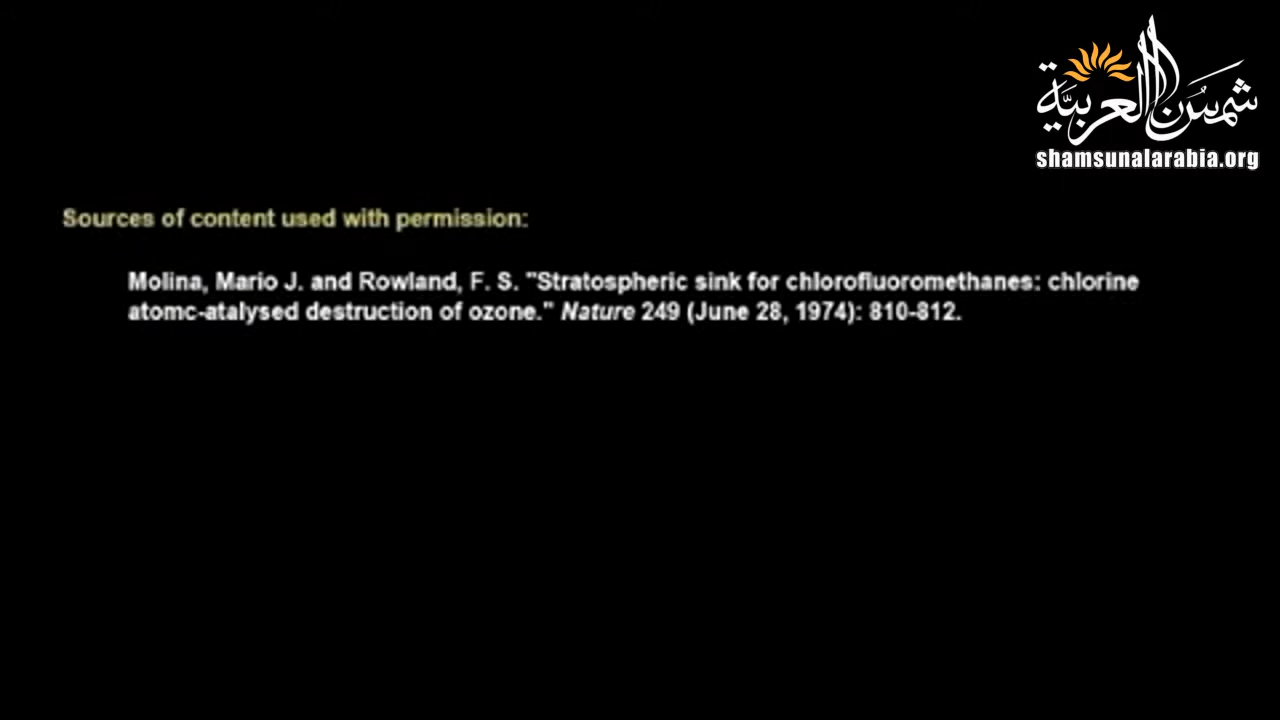 شمسن العربية
shamsunalarabia.org
Sources of content used with permission:
Molina, Mario J. and Rowland, F. S. "Stratospheric sink for chlorofluoromethanes: chlorine
atomc-atalysed destruction of ozone." Nature 249 (June 28, 1974): 810-812.